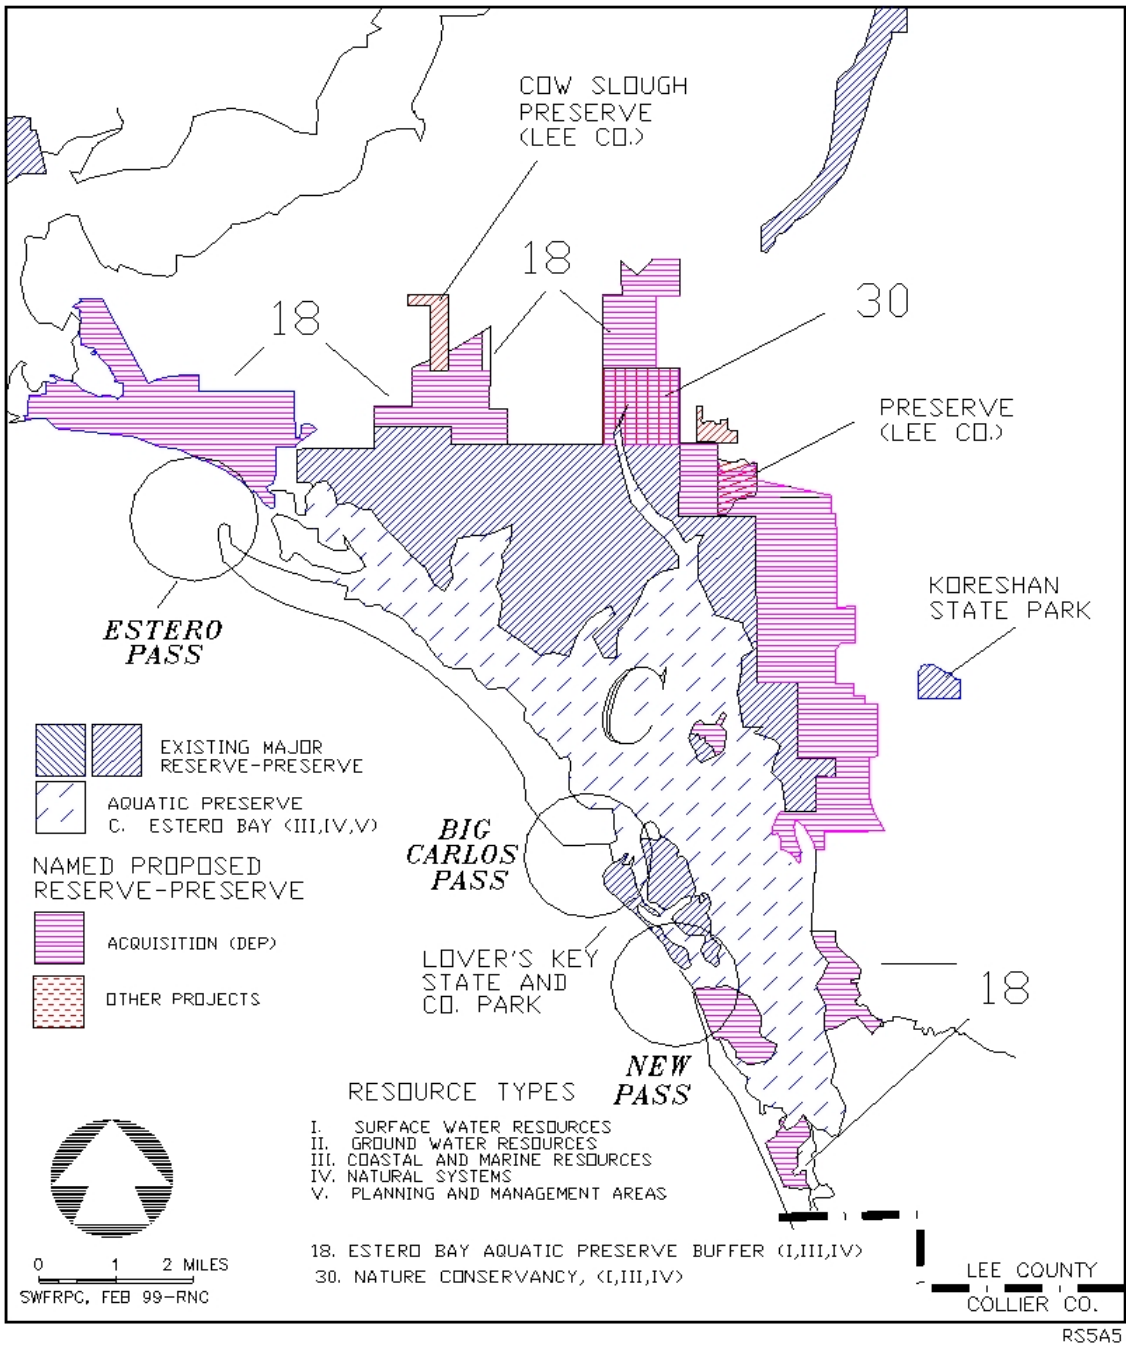 COW SLOUGH
PRESERVE
(LEE CO.)
18
18
30
PRESERVE
(LEE CO.)
KORESHAN
STATE PARK
ESTERO
PASS
C
EXISTING MAJOR
RESERVE-PRESERVE
AQUATIC PRESERVE
C. ESTERO BAY (III,IV,V)
NAMED PROPOSED
RESERVE-PRESERVE
ACQUISITION (DEP)
OTHER PROJECTS
BIG
CARLOS
PASS
LOVER'S KEY
STATE AND
CO. PARK
18
NEW
PASS
RESOURCE TYPES
I. SURFACE WATER RESOURCES
II. GROUND WATER RESOURCES
III. COASTAL AND MARINE RESOURCES
IV. NATURAL SYSTEMS
V. PLANNING AND MANAGEMENT AREAS
18. ESTERO BAY AQUATIC PRESERVE BUFFER (I,III,IV)
30. NATURE CONSERVANCY, (I,III,IV)
0 1 2 MILES
SWFRPC, FEB 99-RNC
LEE COUNTY
COLLIER CO.
RS5A5